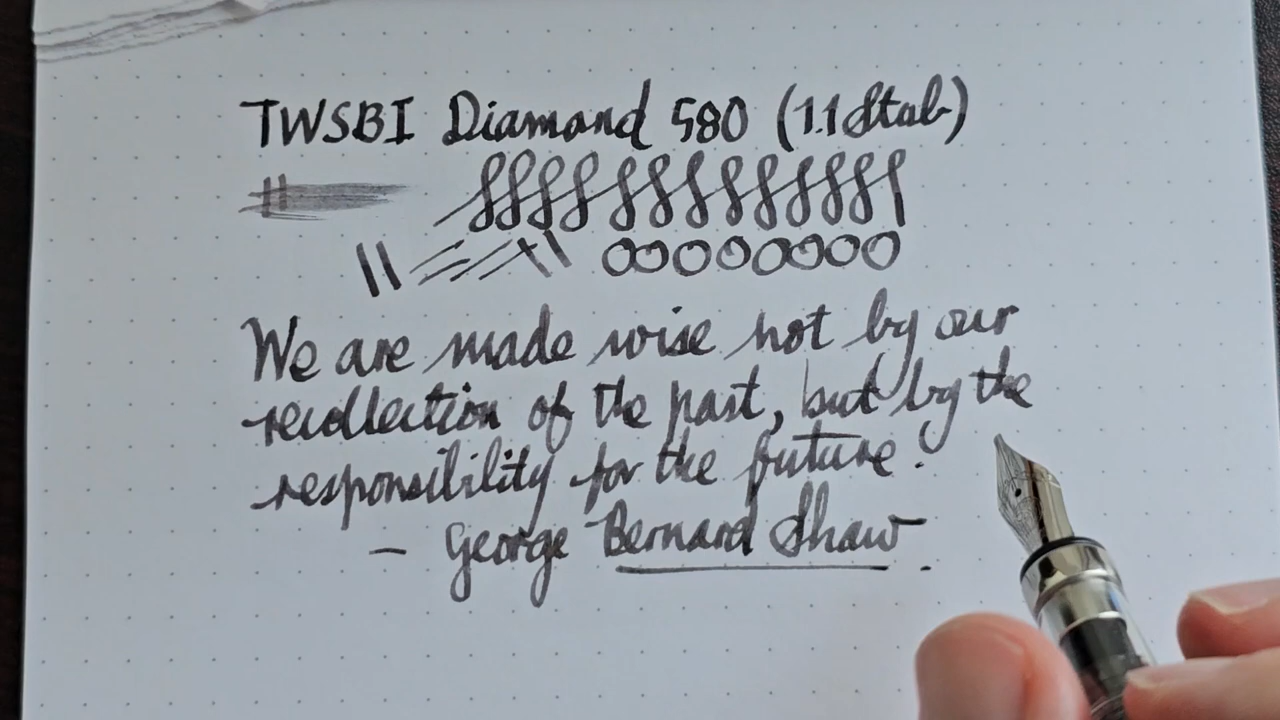 TWSBI Diamond 580 (1.1 Stub)
We are made wise not by our
recollection of the past, but by the
responsibility for the future.
- George Bernard Shaw.